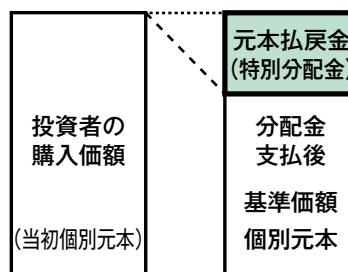 投資者の
購入価額
(当初個別元本)
元本払戻金
(特別分配金)
分配金
支払後
基準価額
個別元本